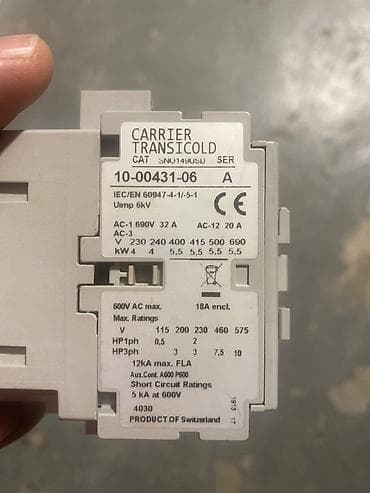 CARRIER
TRANSICOLD
CAT SNO1490SD SER
10-00431-06 A
IEC/EN 60947-4-1/-5-1
Uimp 6kV
CE
AC-1 690V 32 A AC-12 20 A
AC-3
V 230 240 400 415 500 690
kW 4 4 5,5 5,5 5,5 5,5
600V AC max. 18A encl.
Max. Ratings
V 115 200 230 460 575
HP1ph 0,5 2
HP3ph 3 3 7,5 10
12kA max. FLA
Aux.Cont. A600 P600
Short Circuit Ratings
5 kA at 600V
4030
PRODUCT OF Switzerland
1913 17